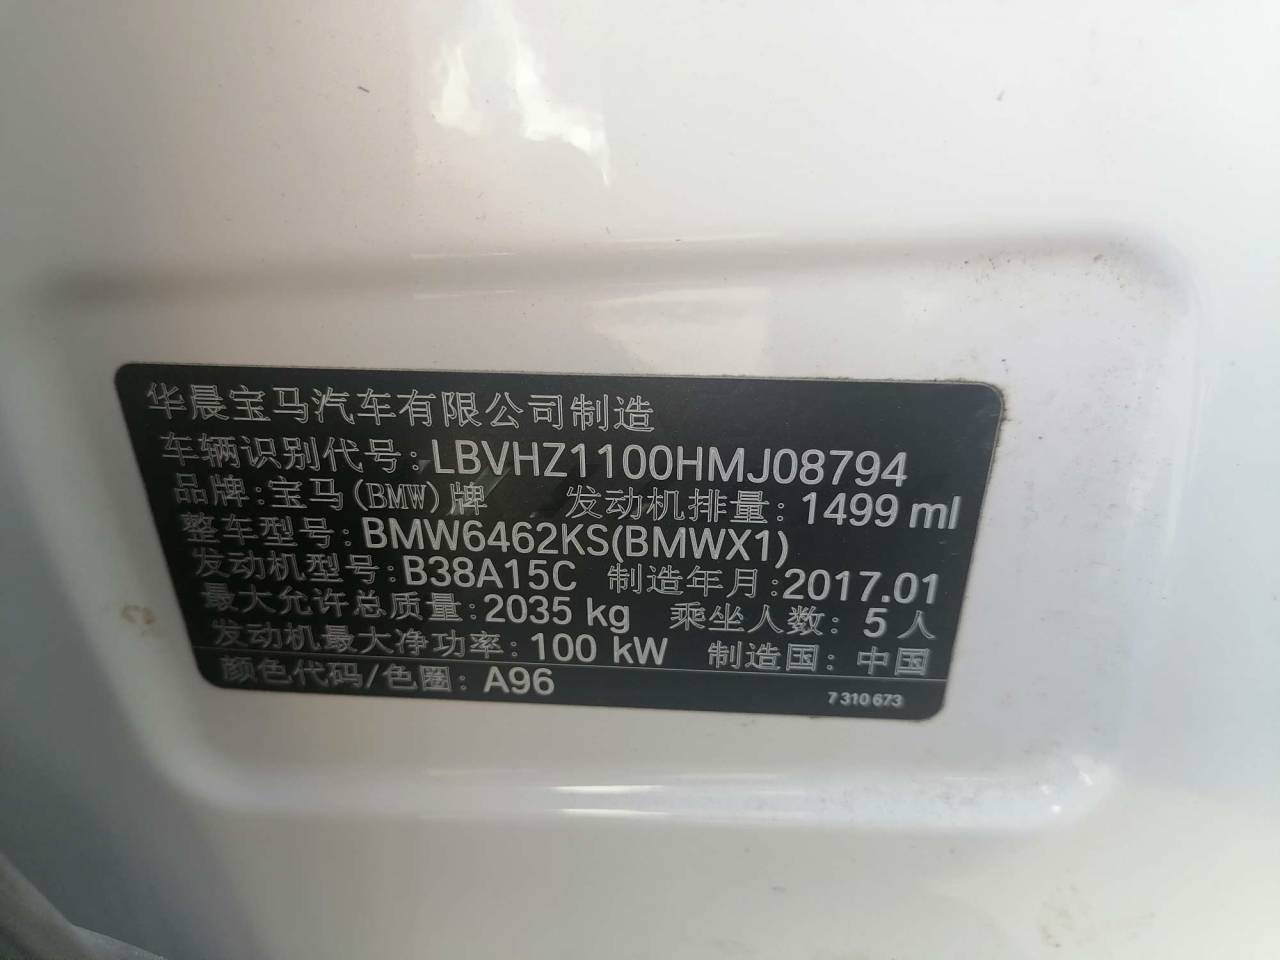 华晨宝马汽车有限公司制造
车辆识别代号: LBVHZ1100HMJ08794
品牌: 宝马(BMW)牌 发动机排量: 1499 ml
整车型号: BMW6462KS(BMWX1)
发动机型号: B38A15C 制造年月: 2017.01
最大允许总质量: 2035 kg 乘坐人数: 5 人
发动机最大净功率: 100 kW 制造国: 中国
颜色代码/色圈: A96 7 310 673